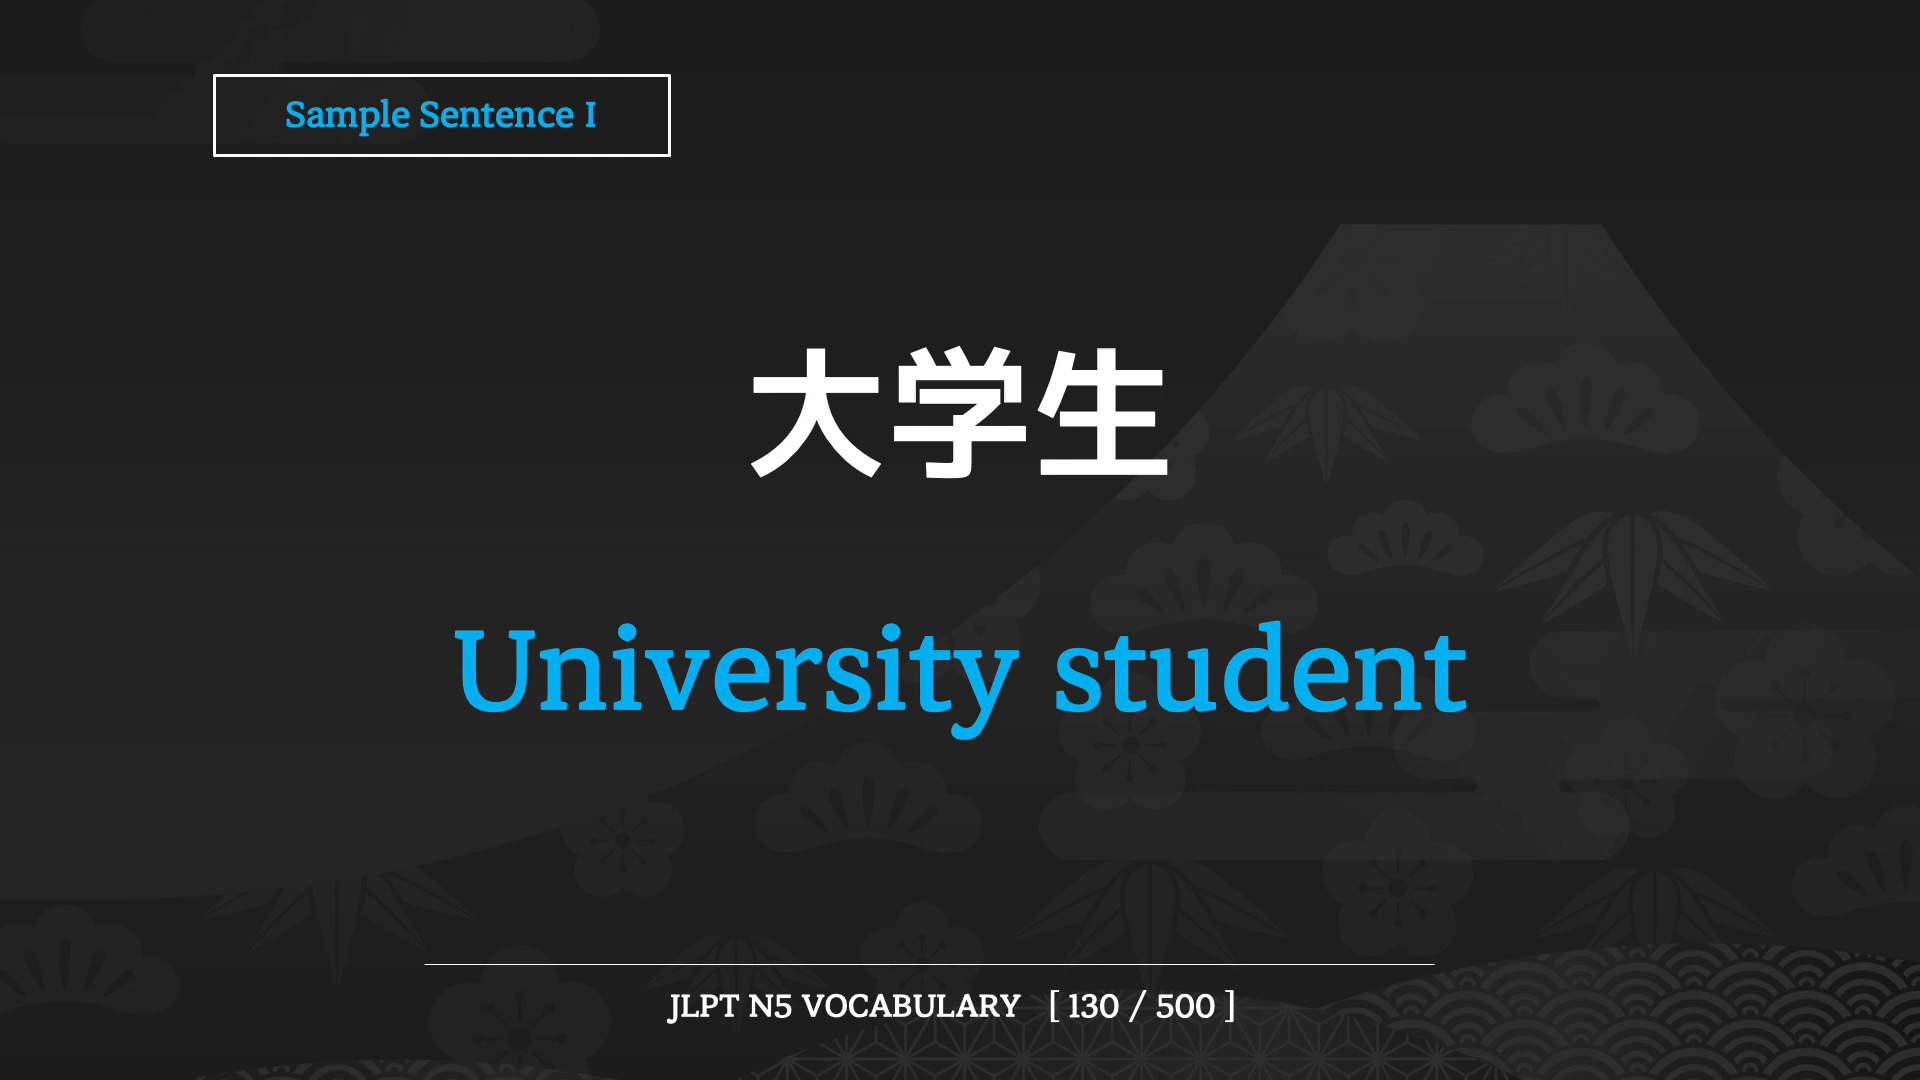 Sample Sentence I
大学生
University student
JLPT N5 VOCABULARY [ 130 / 500 ]